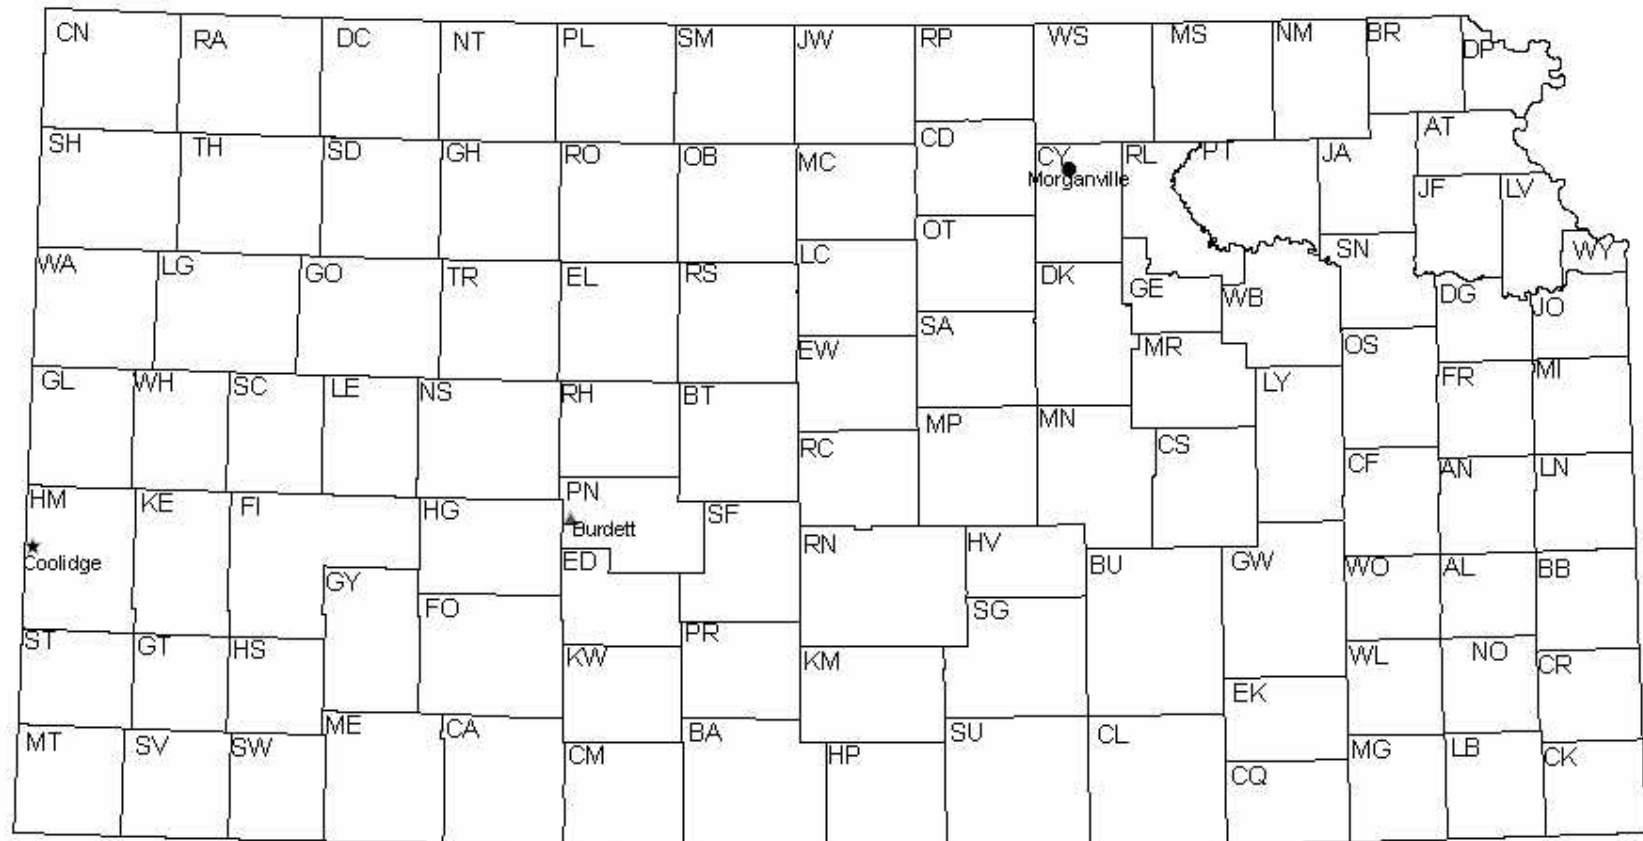 CN RA DC NT PL SM JW RP WS MS NM BR DP
SH TH SD GH RO OB MC CD CY RL PT JA AT
Morganville
JF LV
WA LG GO TR EL RS LC OT DK GE WB SN DG WY JO
GL WH SC LE NS RH BT EW SA MR OS LY FR MI
RC MP MN CS CF AN LN
HM KE FI HG PN SF RN HV BU GW WO AL BB
Burdett
Coolidge
GY ED FO SG
ST GT HS KW PR KM EK WL NO CR
MT SV SW ME CA CM BA HP SU CL CQ MG LB CK